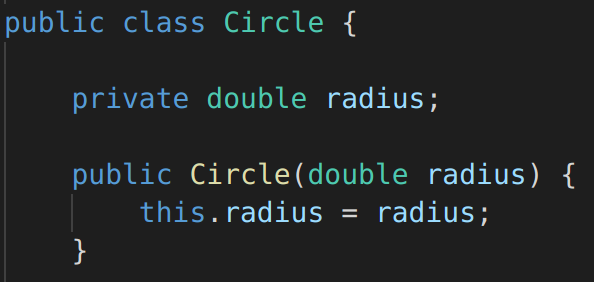 public class Circle {
private double radius;
public Circle(double radius) {
this.radius = radius;
}